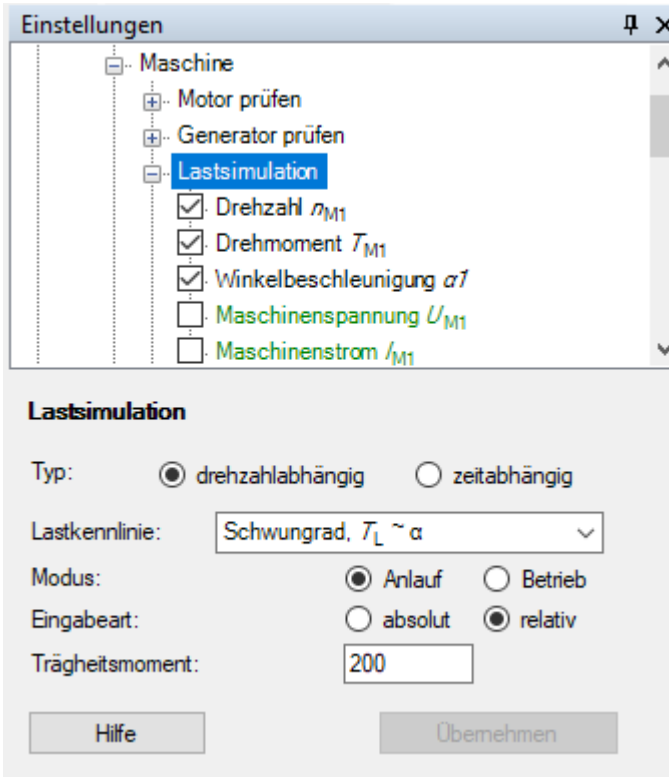 Einstellungen
Maschine
Motor prüfen
Generator prüfen
Lastsimulation
Drehzahl nM1
Drehmoment TM1
Winkelbeschleunigung α1
Maschinenspannung UM1
Maschinenstrom IM1
Lastsimulation
Typ: drehzahlabhängig zeitabhängig
Lastkennlinie: Schwungrad, TL ~ α
Modus: Anlauf Betrieb
Eingabeart: absolut relativ
Trägheitsmoment: 200
Hilfe Übernehmen